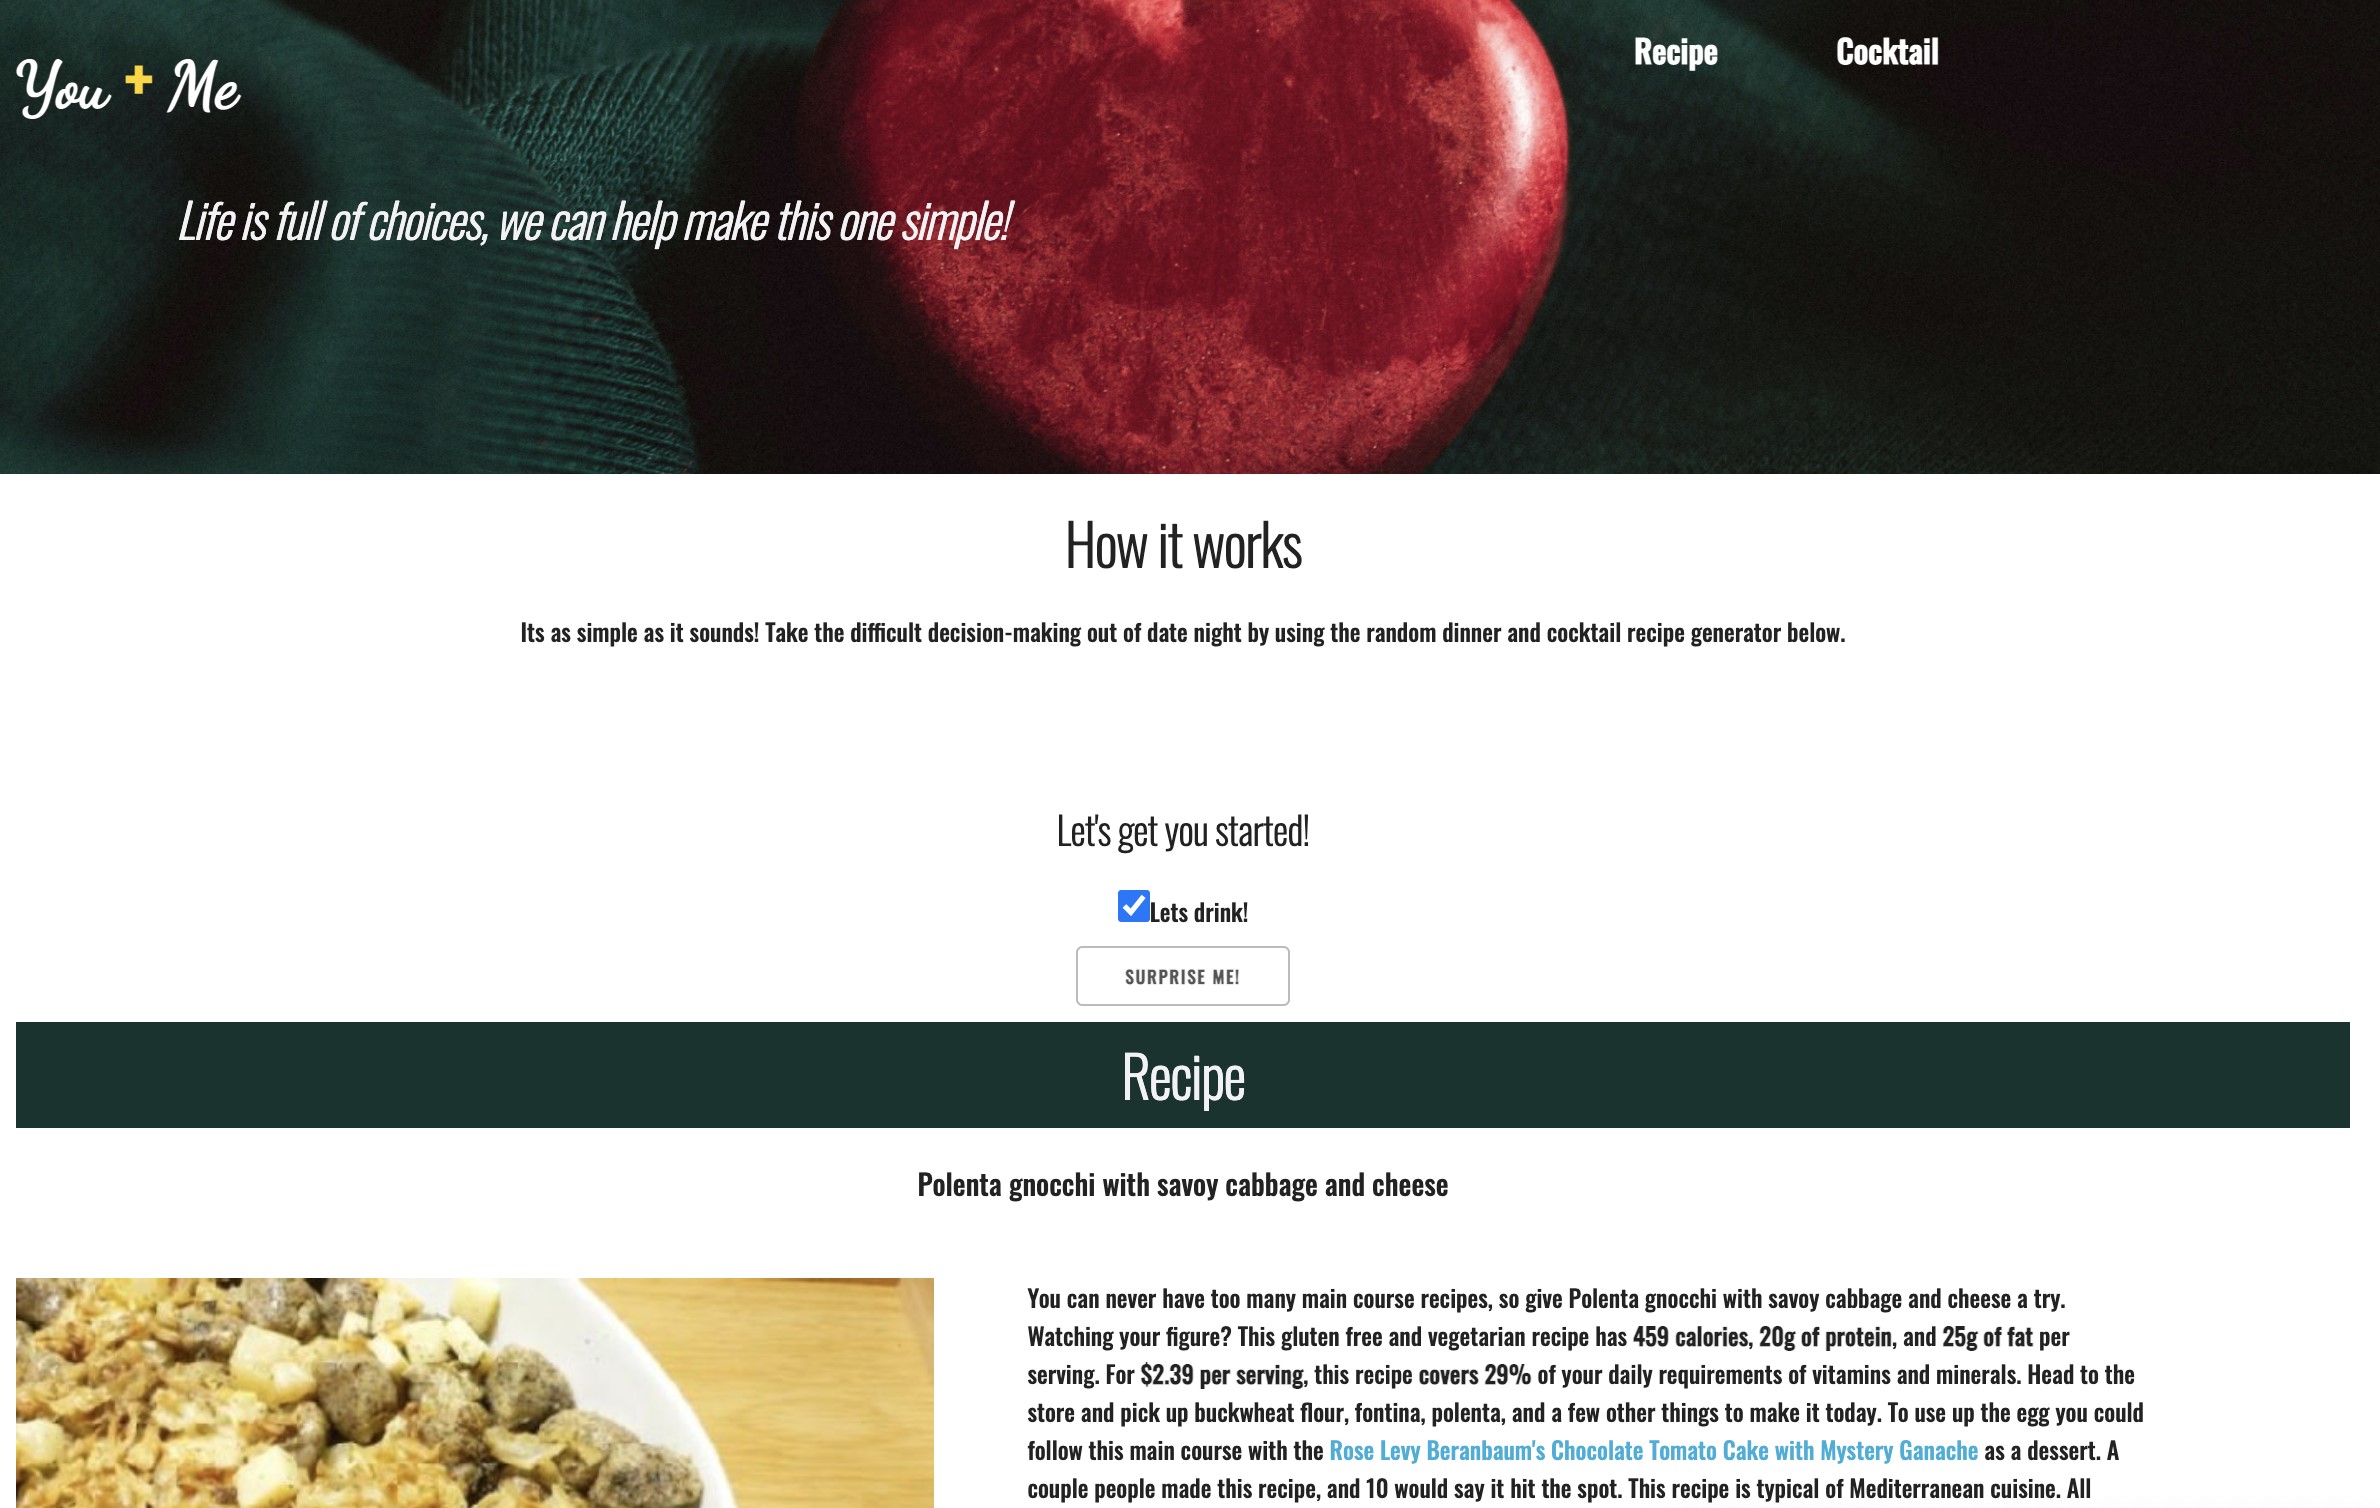 You + Me
Recipe Cocktail
Life is full of choices, we can help make this one simple!
How it works
Its as simple as it sounds! Take the difficult decision-making out of date night by using the random dinner and cocktail recipe generator below.
Let's get you started!
Lets drink!
SURPRISE ME!
Recipe
Polenta gnocchi with savoy cabbage and cheese
You can never have too many main course recipes, so give Polenta gnocchi with savoy cabbage and cheese a try.
Watching your figure? This gluten free and vegetarian recipe has 459 calories, 20g of protein, and 25g of fat per
serving. For $2.39 per serving, this recipe covers 29% of your daily requirements of vitamins and minerals. Head to the
store and pick up buckwheat flour, fontina, polenta, and a few other things to make it today. To use up the egg you could
follow this main course with the Rose Levy Beranbaum's Chocolate Tomato Cake with Mystery Ganache as a dessert. A
couple people made this recipe, and 10 would say it hit the spot. This recipe is typical of Mediterranean cuisine. All